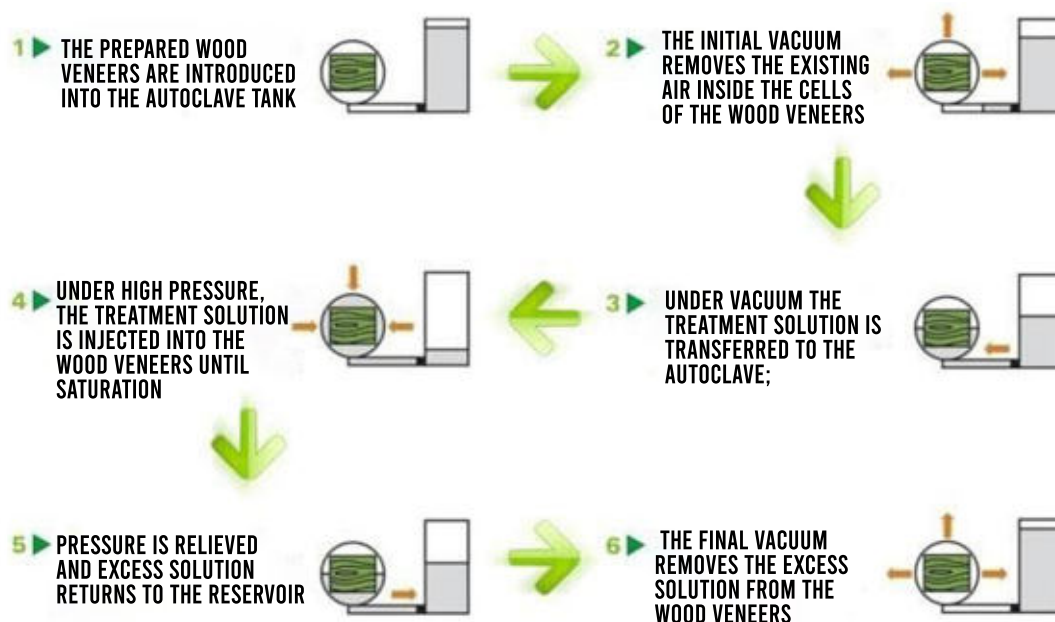 1 THE PREPARED WOOD
VENEERS ARE INTRODUCED
INTO THE AUTOCLAVE TANK
2 THE INITIAL VACUUM
REMOVES THE EXISTING
AIR INSIDE THE CELLS
OF THE WOOD VENEERS
3 UNDER VACUUM THE
TREATMENT SOLUTION IS
TRANSFERRED TO THE
AUTOCLAVE;
4 UNDER HIGH PRESSURE,
THE TREATMENT SOLUTION
IS INJECTED INTO THE
WOOD VENEERS UNTIL
SATURATION
5 PRESSURE IS RELIEVED
AND EXCESS SOLUTION
RETURNS TO THE RESERVOIR
6 THE FINAL VACUUM
REMOVES THE EXCESS
SOLUTION FROM THE
WOOD VENEERS